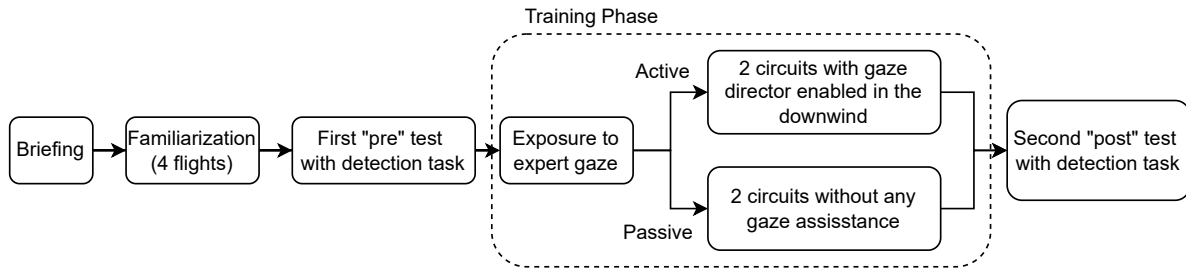 Training Phase
Briefing
Familiarization
(4 flights)
First "pre" test
with detection task
Exposure to
expert gaze
Active
2 circuits with gaze
director enabled in the
downwind
Passive
2 circuits without any
gaze assisstance
Second "post" test
with detection task